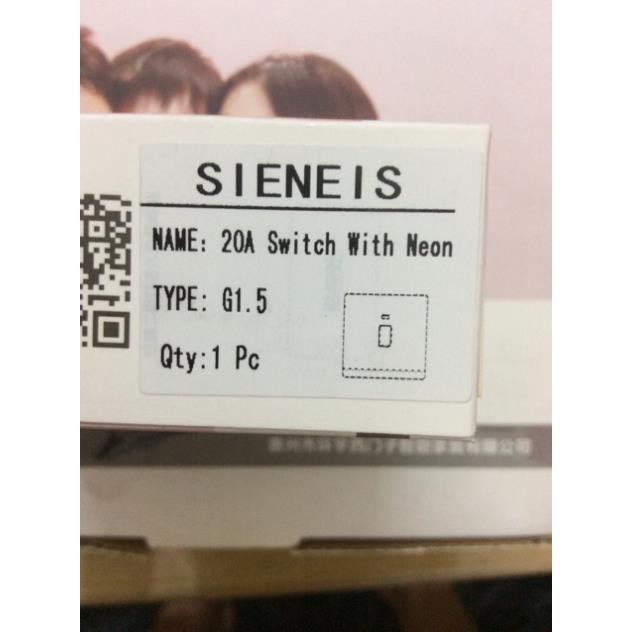 SIENEIS
NAME: 20A Switch With Neon
TYPE: G1.5
Qty:1 Pc